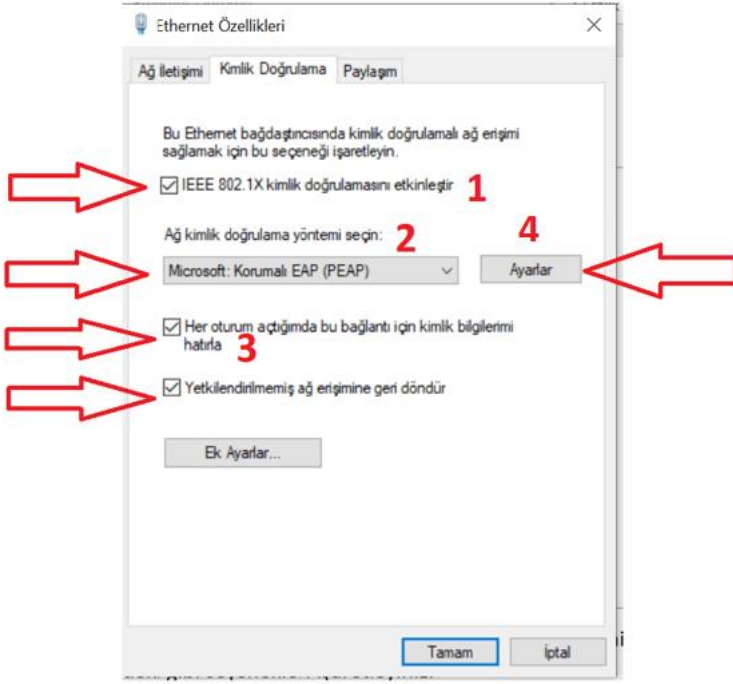 Ethernet Özellikleri
Ağ İletişimi Kimlik Doğrulama Paylaşım
Bu Ethernet bağdaştırıcısında kimlik doğrulamalı ağ erişimi
sağlamak için bu seçeneği işaretleyin.
IEEE 802.1X kimlik doğrulamasını etkinleştir 1
Ağ kimlik doğrulama yöntemi seçin: 2 4
Microsoft: Korumalı EAP (PEAP) Ayarlar
Her oturum açtığımda bu bağlantı için kimlik bilgilerimi
hatırla 3
Yetkilendirilmemiş ağ erişimine geri döndür
Ek Ayarlar...
Tamam İptal